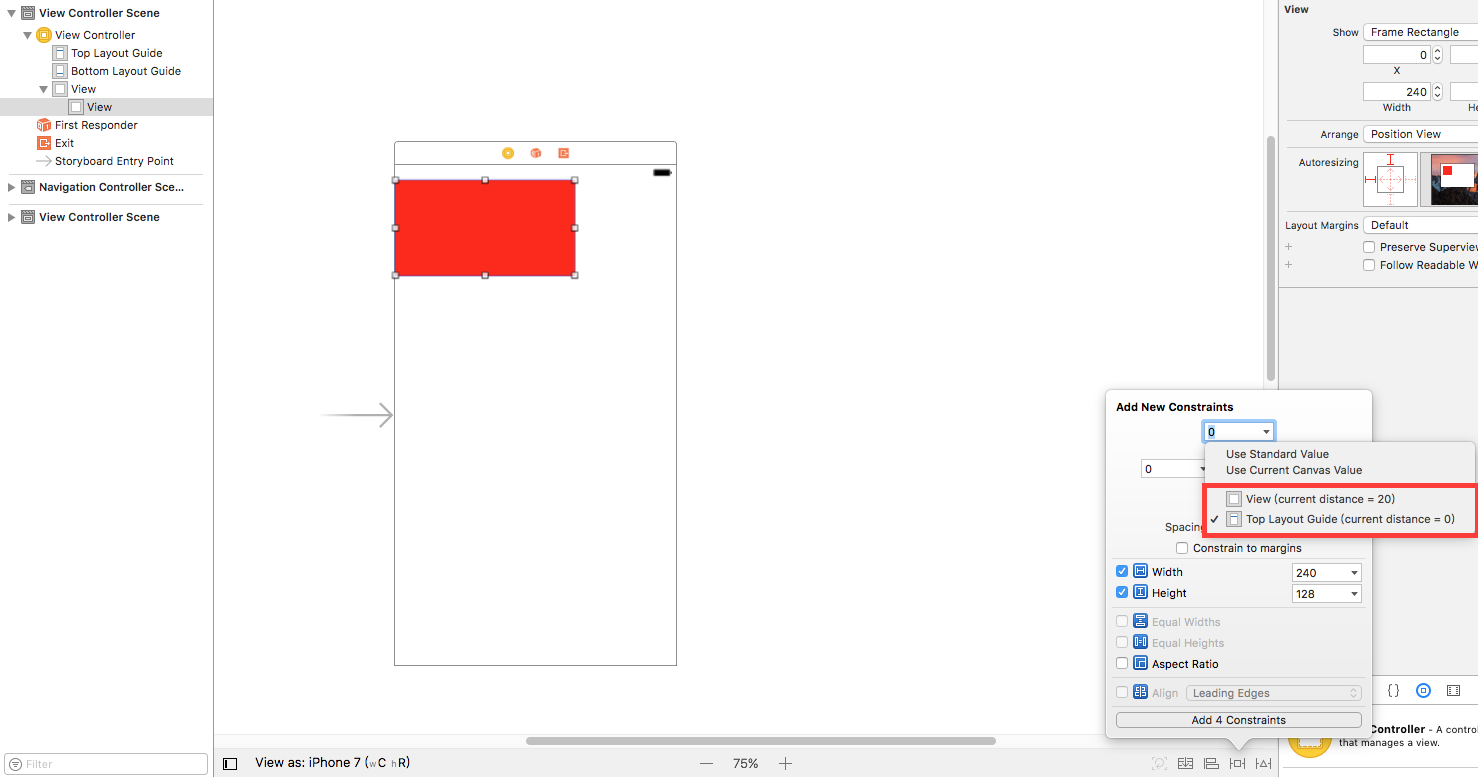 View Controller Scene
View Controller
Top Layout Guide
Bottom Layout Guide
View
View
First Responder
Exit
Storyboard Entry Point
Navigation Controller Sce...
View Controller Scene
Filter
View as: iPhone 7 (wC hR)
75%
View
Show Frame Rectangle
0
X
240
Width
Arrange Position View
Autoresizing
Layout Margins Default
Preserve Superview
Follow Readable W
Add New Constraints
0
0
Use Standard Value
Use Current Canvas Value
View (current distance = 20)
Top Layout Guide (current distance = 0)
Spacing
Constrain to margins
Width 240
Height 128
Equal Widths
Equal Heights
Aspect Ratio
Align Leading Edges
Add 4 Constraints
{}
Controller - A contro
that manages a view.